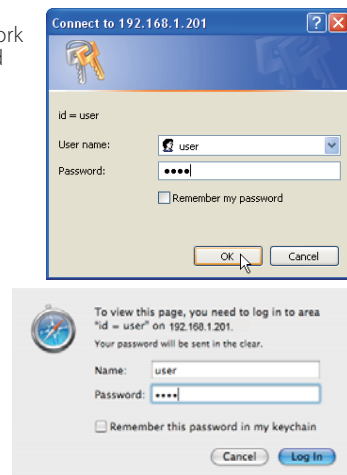 ork
Connect to 192.168.1.201
id = user
User name:
user
Password:
••••
Remember my password
OK
Cancel
To view this page, you need to log in to area
"id = user" on 192.168.1.201.
Your password will be sent in the clear.
Name:
user
Password:
••••
Remember this password in my keychain
Cancel
Log In